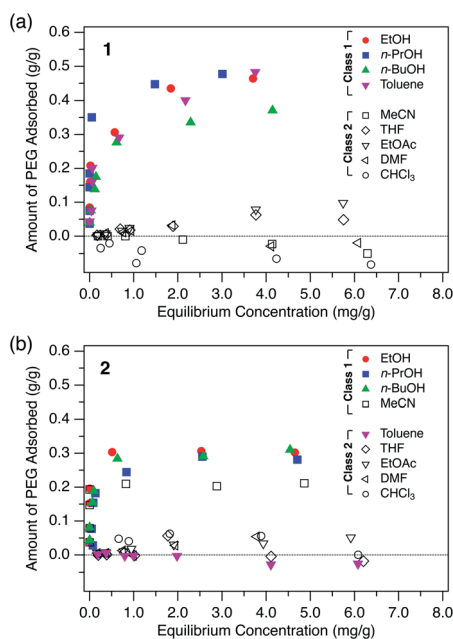 (a)
1
Amount of PEG Adsorbed (g/g)
0.6
0.5
0.4
0.3
0.2
0.1
0.0
0.0 1.0 2.0 3.0 4.0 5.0 6.0 7.0 8.0
Equilibrium Concentration (mg/g)
Class 1
EtOH
n-PrOH
n-BuOH
Toluene
Class 2
MeCN
THF
EtOAc
DMF
CHCl₃
(b)
2
Amount of PEG Adsorbed (g/g)
0.6
0.5
0.4
0.3
0.2
0.1
0.0
0.0 1.0 2.0 3.0 4.0 5.0 6.0 7.0 8.0
Equilibrium Concentration (mg/g)
Class 1
EtOH
n-PrOH
n-BuOH
MeCN
Class 2
Toluene
THF
EtOAc
DMF
CHCl₃